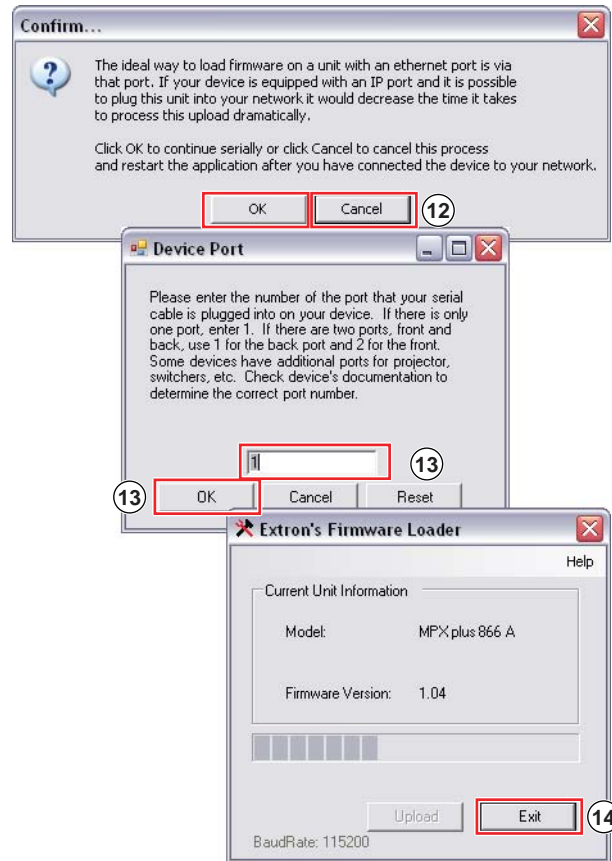 Confirm...
The ideal way to load firmware on a unit with an ethernet port is via
that port. If your device is equipped with an IP port and it is possible
to plug this unit into your network it would decrease the time it takes
to process this upload dramatically.
Click OK to continue serially or click Cancel to cancel this process
and restart the application after you have connected the device to your network.
OK Cancel 12
Device Port
Please enter the number of the port that your serial
cable is plugged into on your device. If there is only
one port, enter 1. If there are two ports, front and
back, use 1 for the back port and 2 for the front.
Some devices have additional ports for projector,
switchers, etc. Check device's documentation to
determine the correct port number.
1 13
13 OK Cancel Reset
Extron's Firmware Loader
Help
Current Unit Information
Model: MPX plus 866 A
Firmware Version: 1.04
Upload Exit 14
BaudRate: 115200